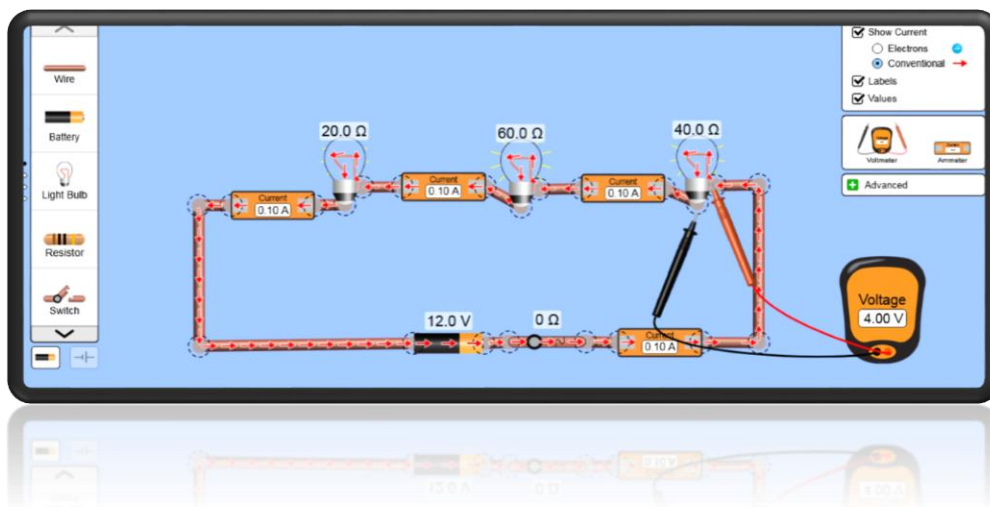 Wire
Battery
Light Bulb
Resistor
Switch
20.0 Ω
60.0 Ω
40.0 Ω
Current
0.10 A
Current
0.10 A
Current
0.10 A
12.0 V
0 Ω
Current
0.10 A
Show Current
Electrons
Conventional
Labels
Values
Voltmeter
Ammeter
Advanced
Voltage
4.00 V